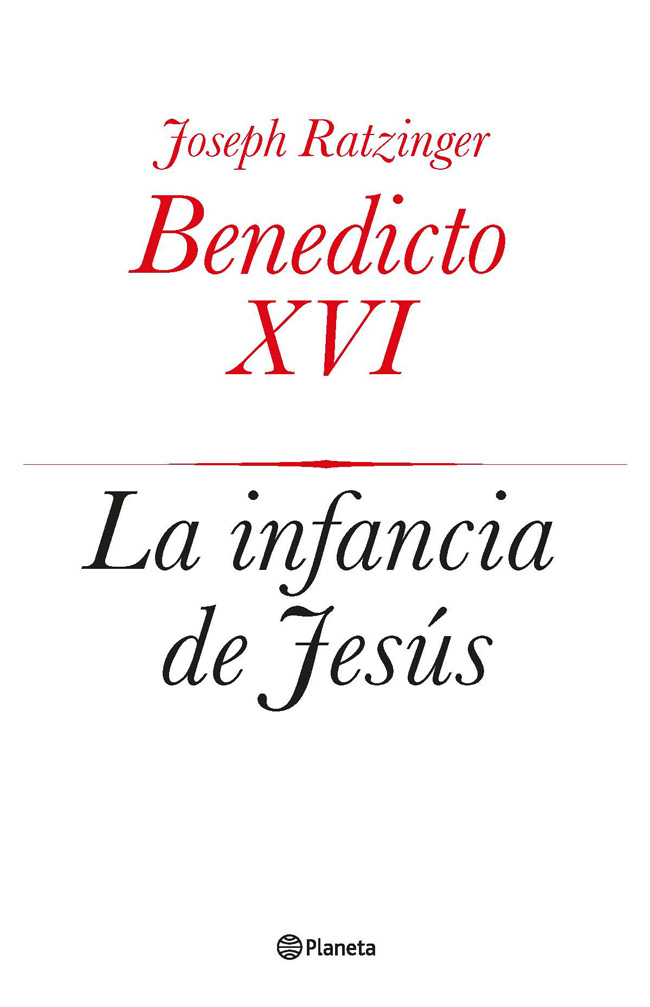 Joseph Ratzinger
Benedicto
XVI
La infancia
de Jesús
Planeta